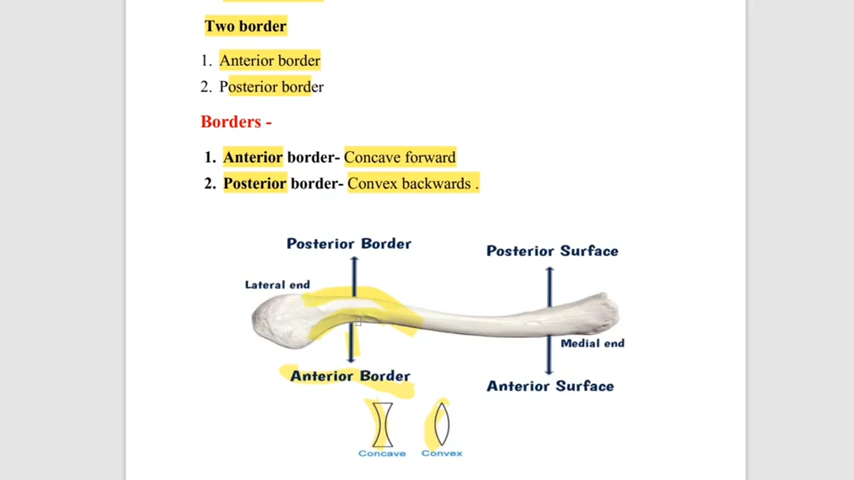 Two border
1. Anterior border
2. Posterior border
Borders -
1. Anterior border- Concave forward
2. Posterior border- Convex backwards .
Posterior Border
Posterior Surface
Lateral end
Medial end
Anterior Border
Anterior Surface
Concave
Convex